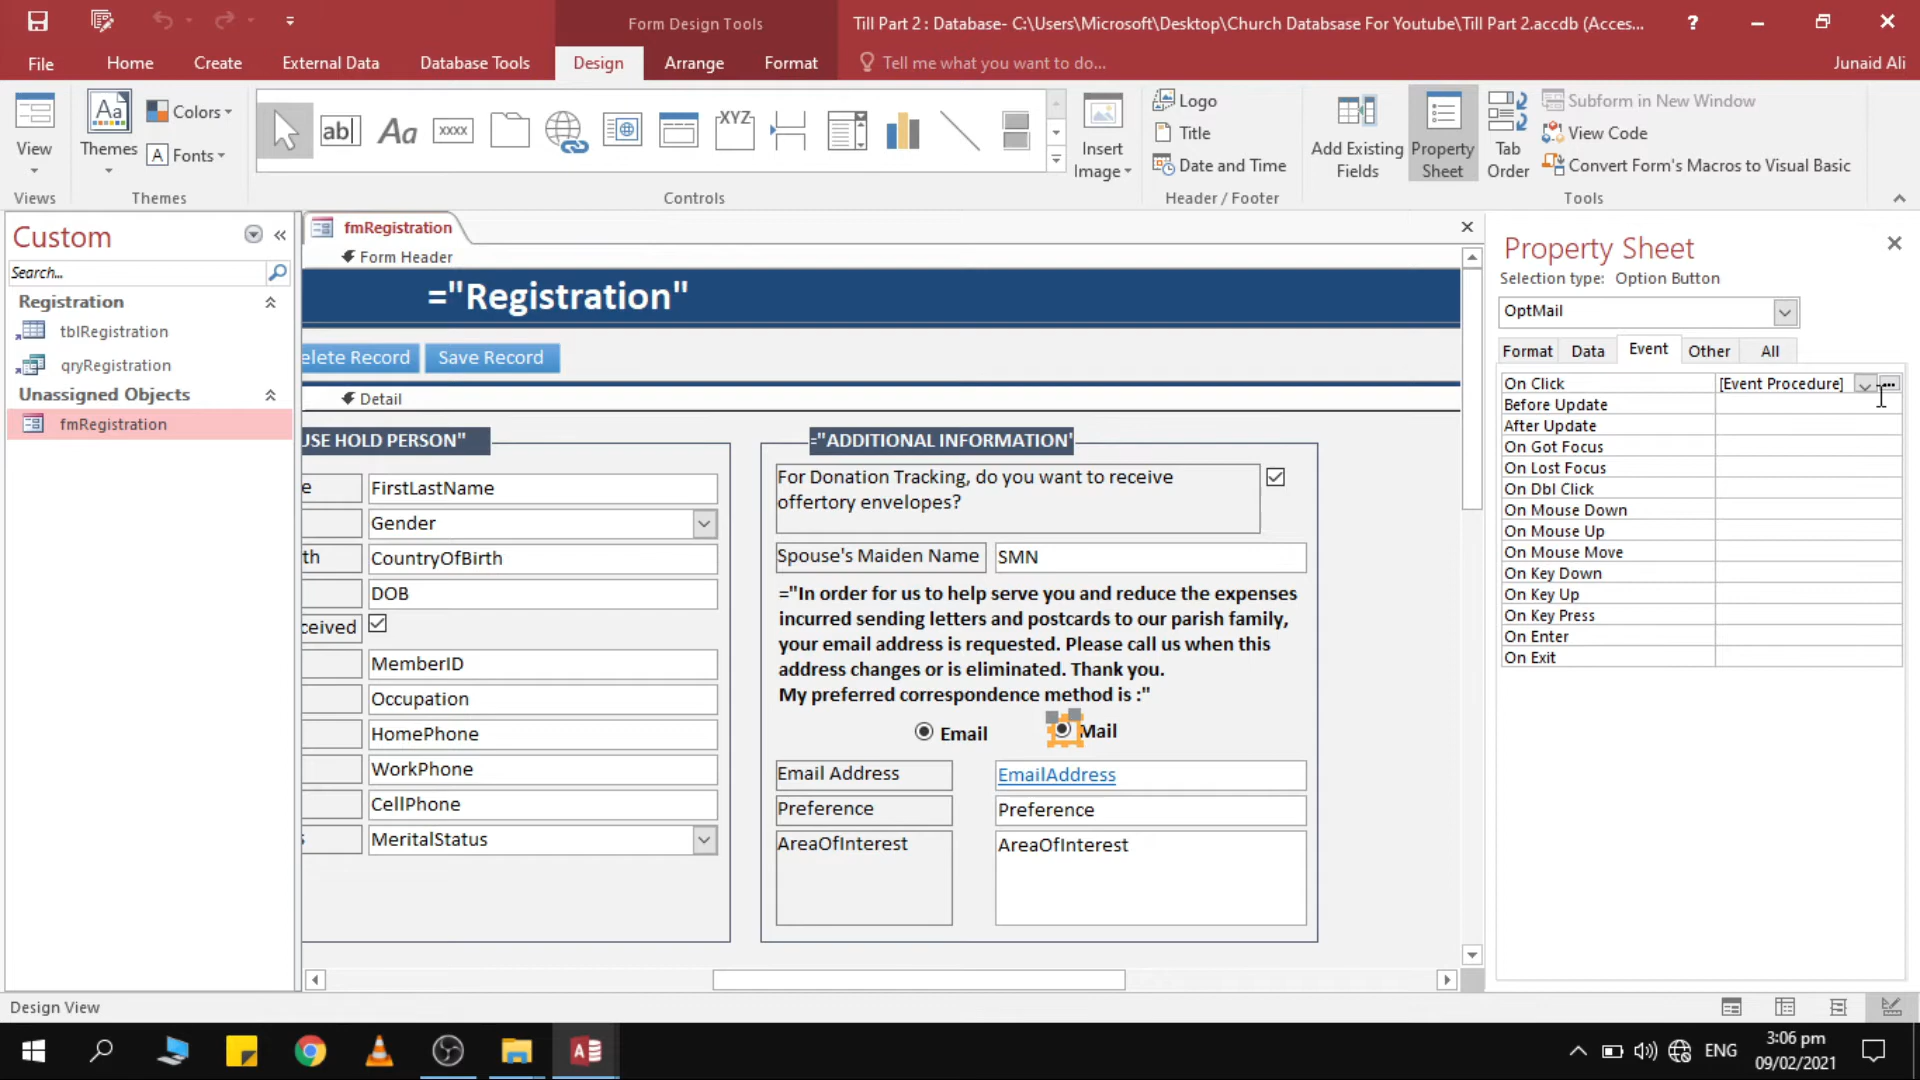 Form Design Tools
Till Part 2 : Database- C:\Users\Microsoft\Desktop\Church Databsase For Youtube\Till Part 2.accdb (Acces...
?
File
Home
Create
External Data
Database Tools
Design
Arrange
Format
Tell me what you want to do...
Junaid Ali
View
Views
Aa
Themes
Colors
A Fonts
Themes
ab|
Aa
XXXX
XYZ
Controls
Insert
Image
Logo
Title
Date and Time
Header / Footer
Add Existing
Fields
Property
Sheet
Tab
Order
Subform in New Window
View Code
Convert Form's Macros to Visual Basic
Tools
Custom
Search...
Registration
tblRegistration
qryRegistration
Unassigned Objects
fmRegistration
fmRegistration
Form Header
="Registration"
elete Record
Save Record
Detail
USE HOLD PERSON"
e
FirstLastName
Gender
th
CountryOfBirth
DOB
ceived
MemberID
Occupation
HomePhone
WorkPhone
CellPhone
s
MeritalStatus
="ADDITIONAL INFORMATION"
For Donation Tracking, do you want to receive
offertory envelopes?
Spouse's Maiden Name
SMN
="In order for us to help serve you and reduce the expenses
incurred sending letters and postcards to our parish family,
your email address is requested. Please call us when this
address changes or is eliminated. Thank you.
My preferred correspondence method is :"
Email
Mail
Email Address
EmailAddress
Preference
Preference
AreaOfInterest
AreaOfInterest
Property Sheet
Selection type: Option Button
OptMail
Format
Data
Event
Other
All
On Click
[Event Procedure]
Before Update
After Update
On Got Focus
On Lost Focus
On Dbl Click
On Mouse Down
On Mouse Up
On Mouse Move
On Key Down
On Key Up
On Key Press
On Enter
On Exit
Design View
A
ENG
3:06 pm
09/02/2021